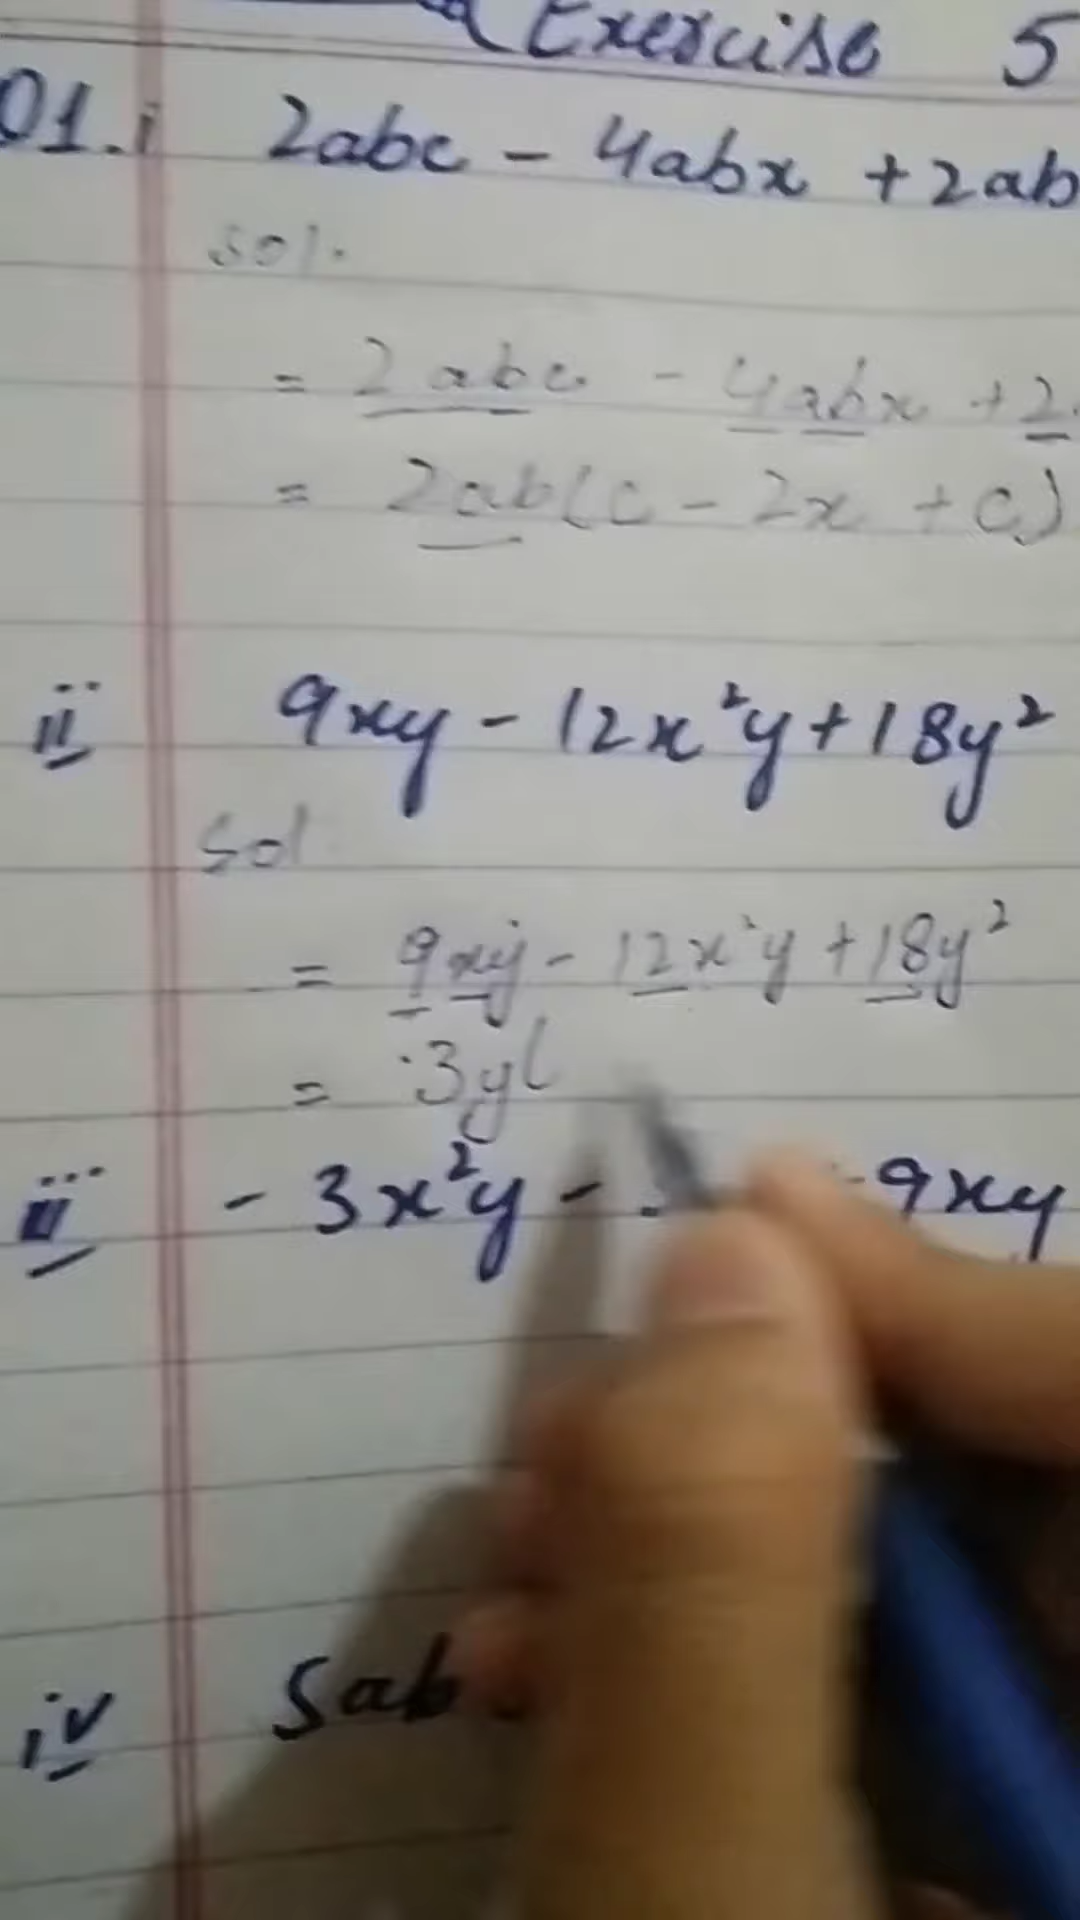 (Exercise 5
Q1.i 2abc - 4abx + 2ab
sol.
= 2abc - 4abx + 2
= 2ab(c - 2x + c)
ii 9xy - 12x²y + 18y²
Sol
= 9xy - 12x²y + 18y²
= 3y(
iii - 3x²y - 9xy
iv 5ab